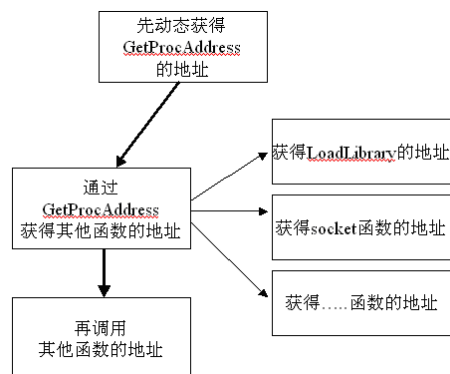 先动态获得
GetProcAddress
的地址
获得LoadLibrary的地址
通过
GetProcAddress
获得其他函数的地址
获得socket函数的地址
获得…..函数的地址
再调用
其他函数的地址